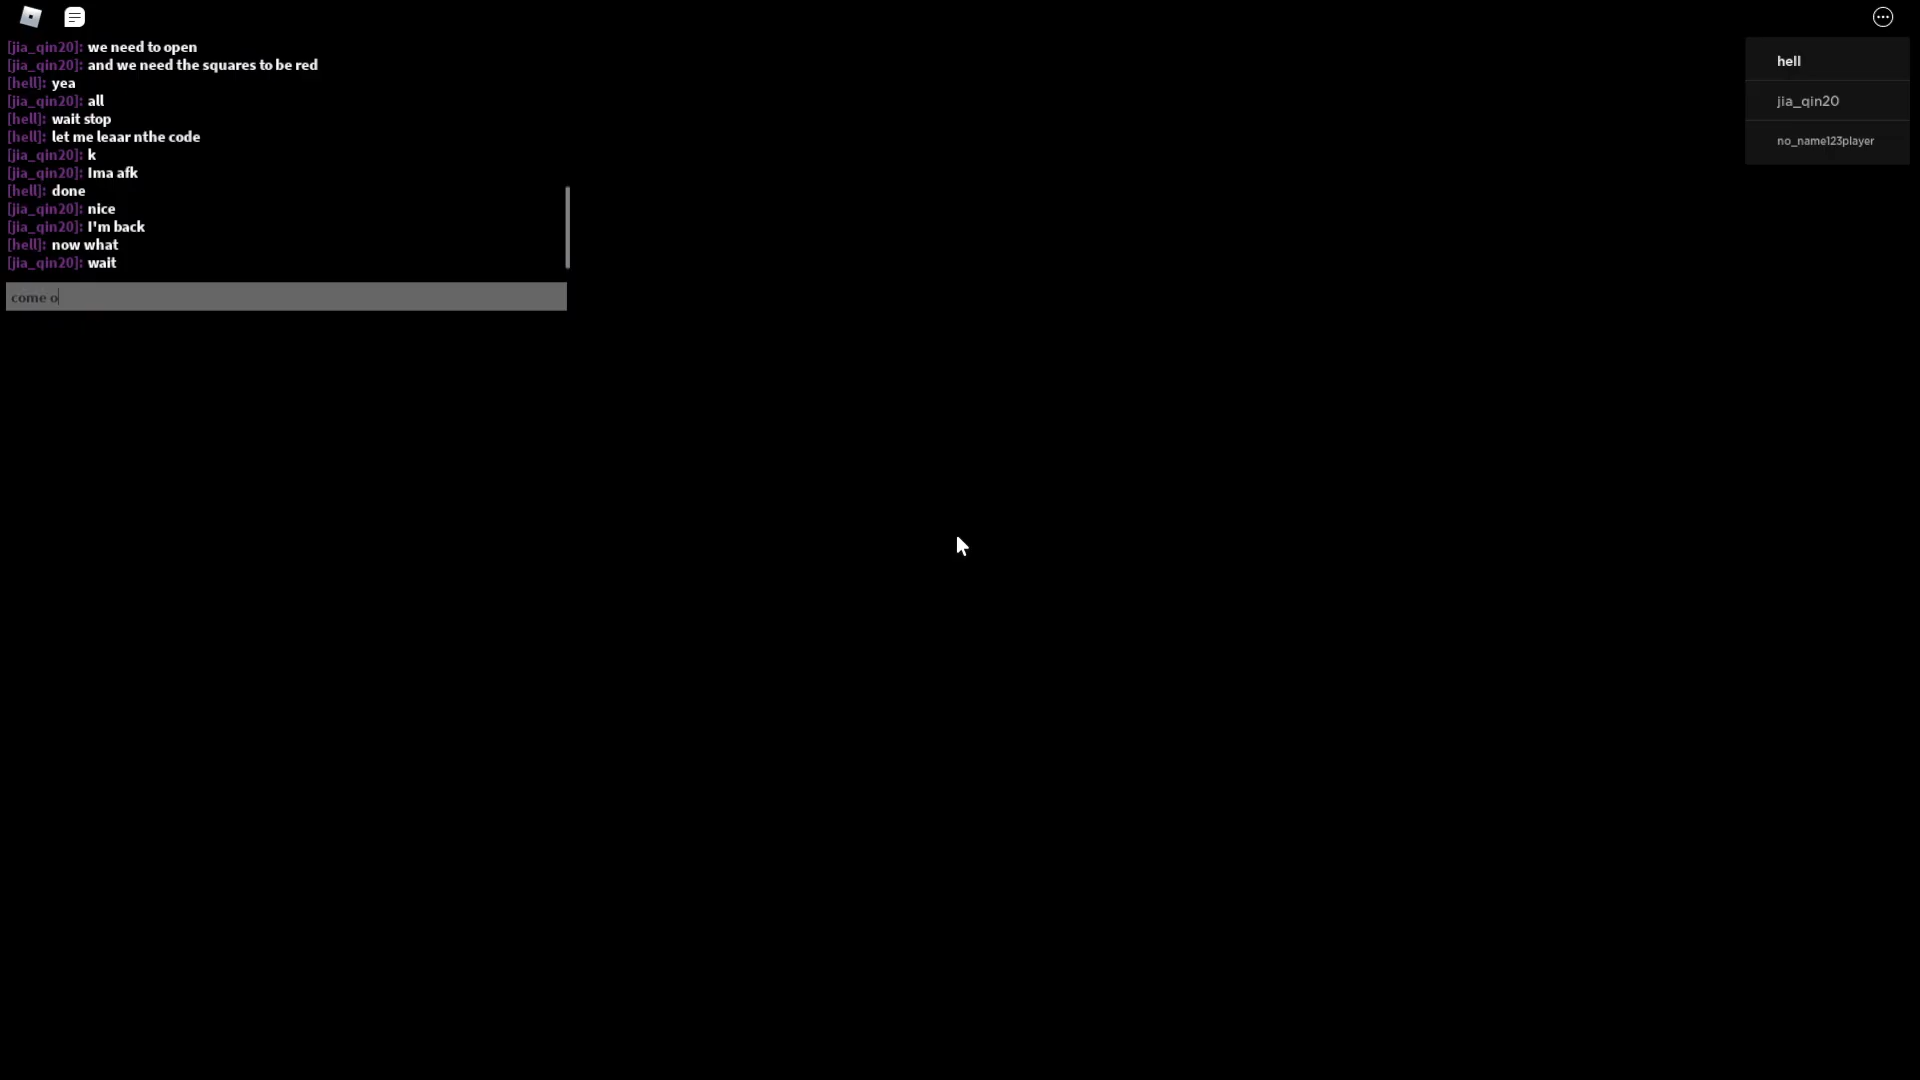 [jia_qin20]: we need to open
[jia_qin20]: and we need the squares to be red
[hell]: yea
[jia_qin20]: all
[hell]: wait stop
[hell]: let me leaar nthe code
[jia_qin20]: k
[jia_qin20]: Ima afk
[hell]: done
[jia_qin20]: nice
[jia_qin20]: I'm back
[hell]: now what
[jia_qin20]: wait
come o
hell
jia_qin20
no_name123player